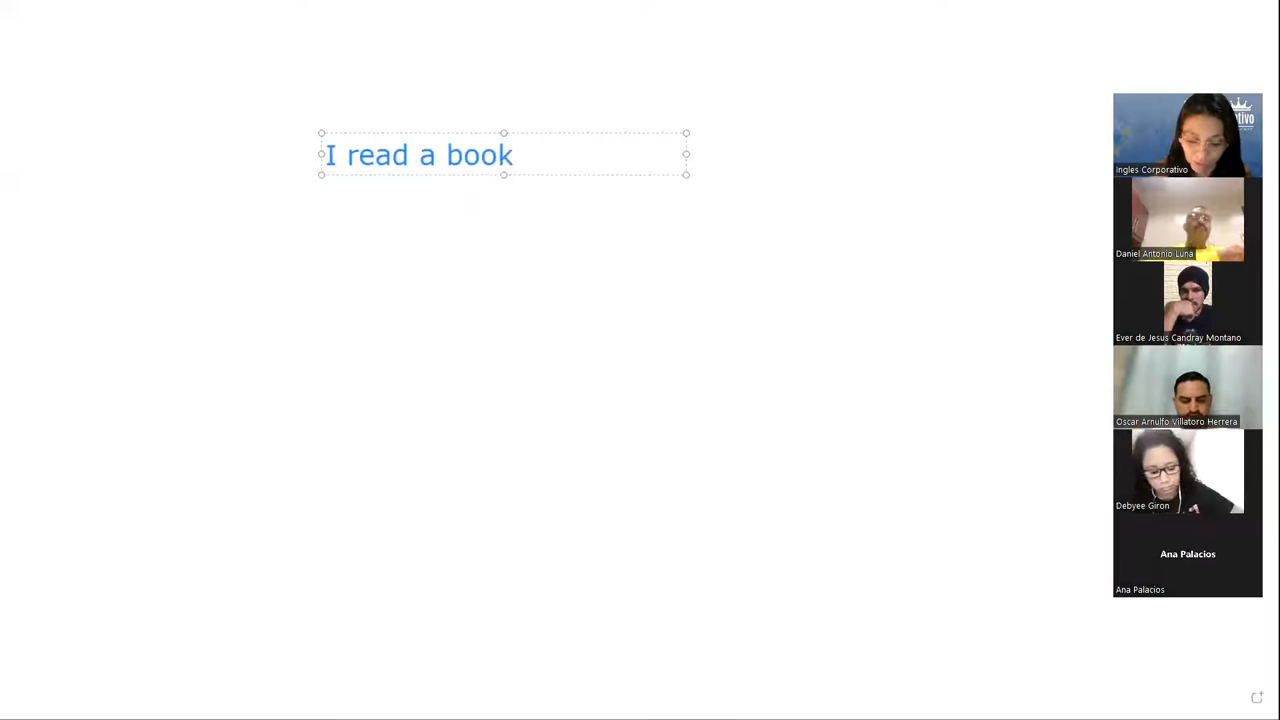 I read a book
Ingles Corporativo
Daniel Antonio Luna
Ever de Jesus Candray Montano
Oscar Arnulfo Villatoro Herrera
Debyee Giron
Ana Palacios
Ana Palacios